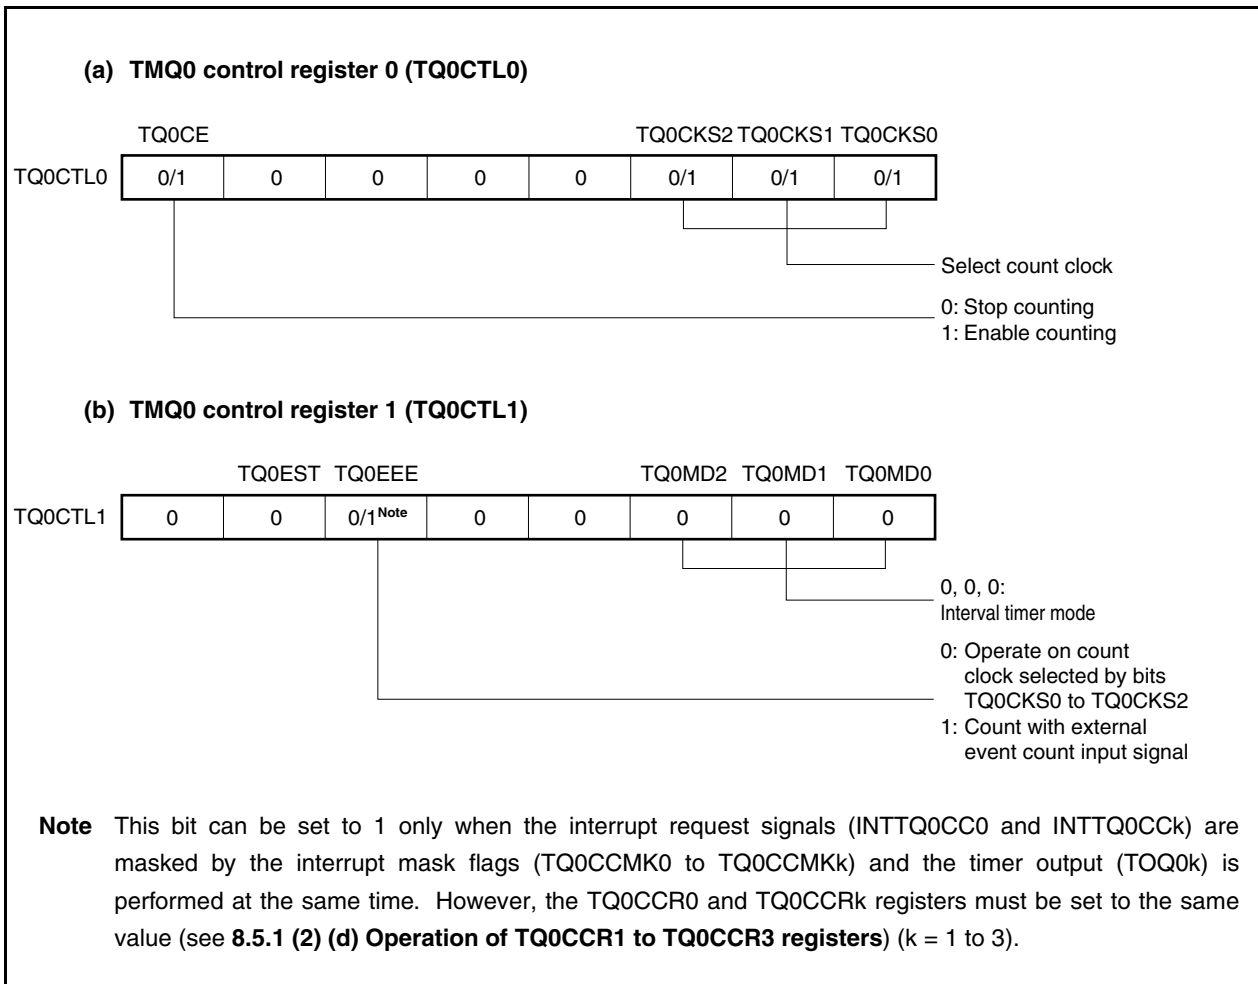 (a) TMQ0 control register 0 (TQ0CTL0)
TQ0CE TQ0CKS2 TQ0CKS1 TQ0CKS0
TQ0CTL0 0/1 0 0 0 0 0/1 0/1 0/1
Select count clock
0: Stop counting
1: Enable counting
(b) TMQ0 control register 1 (TQ0CTL1)
TQ0EST TQ0EEE TQ0MD2 TQ0MD1 TQ0MD0
TQ0CTL1 0 0 0/1Note 0 0 0 0 0
0, 0, 0:
Interval timer mode
0: Operate on count
clock selected by bits
TQ0CKS0 to TQ0CKS2
1: Count with external
event count input signal
Note This bit can be set to 1 only when the interrupt request signals (INTTQ0CC0 and INTTQ0CCk) are
masked by the interrupt mask flags (TQ0CCMK0 to TQ0CCMKk) and the timer output (TOQ0k) is
performed at the same time. However, the TQ0CCR0 and TQ0CCRk registers must be set to the same
value (see 8.5.1 (2) (d) Operation of TQ0CCR1 to TQ0CCR3 registers) (k = 1 to 3).